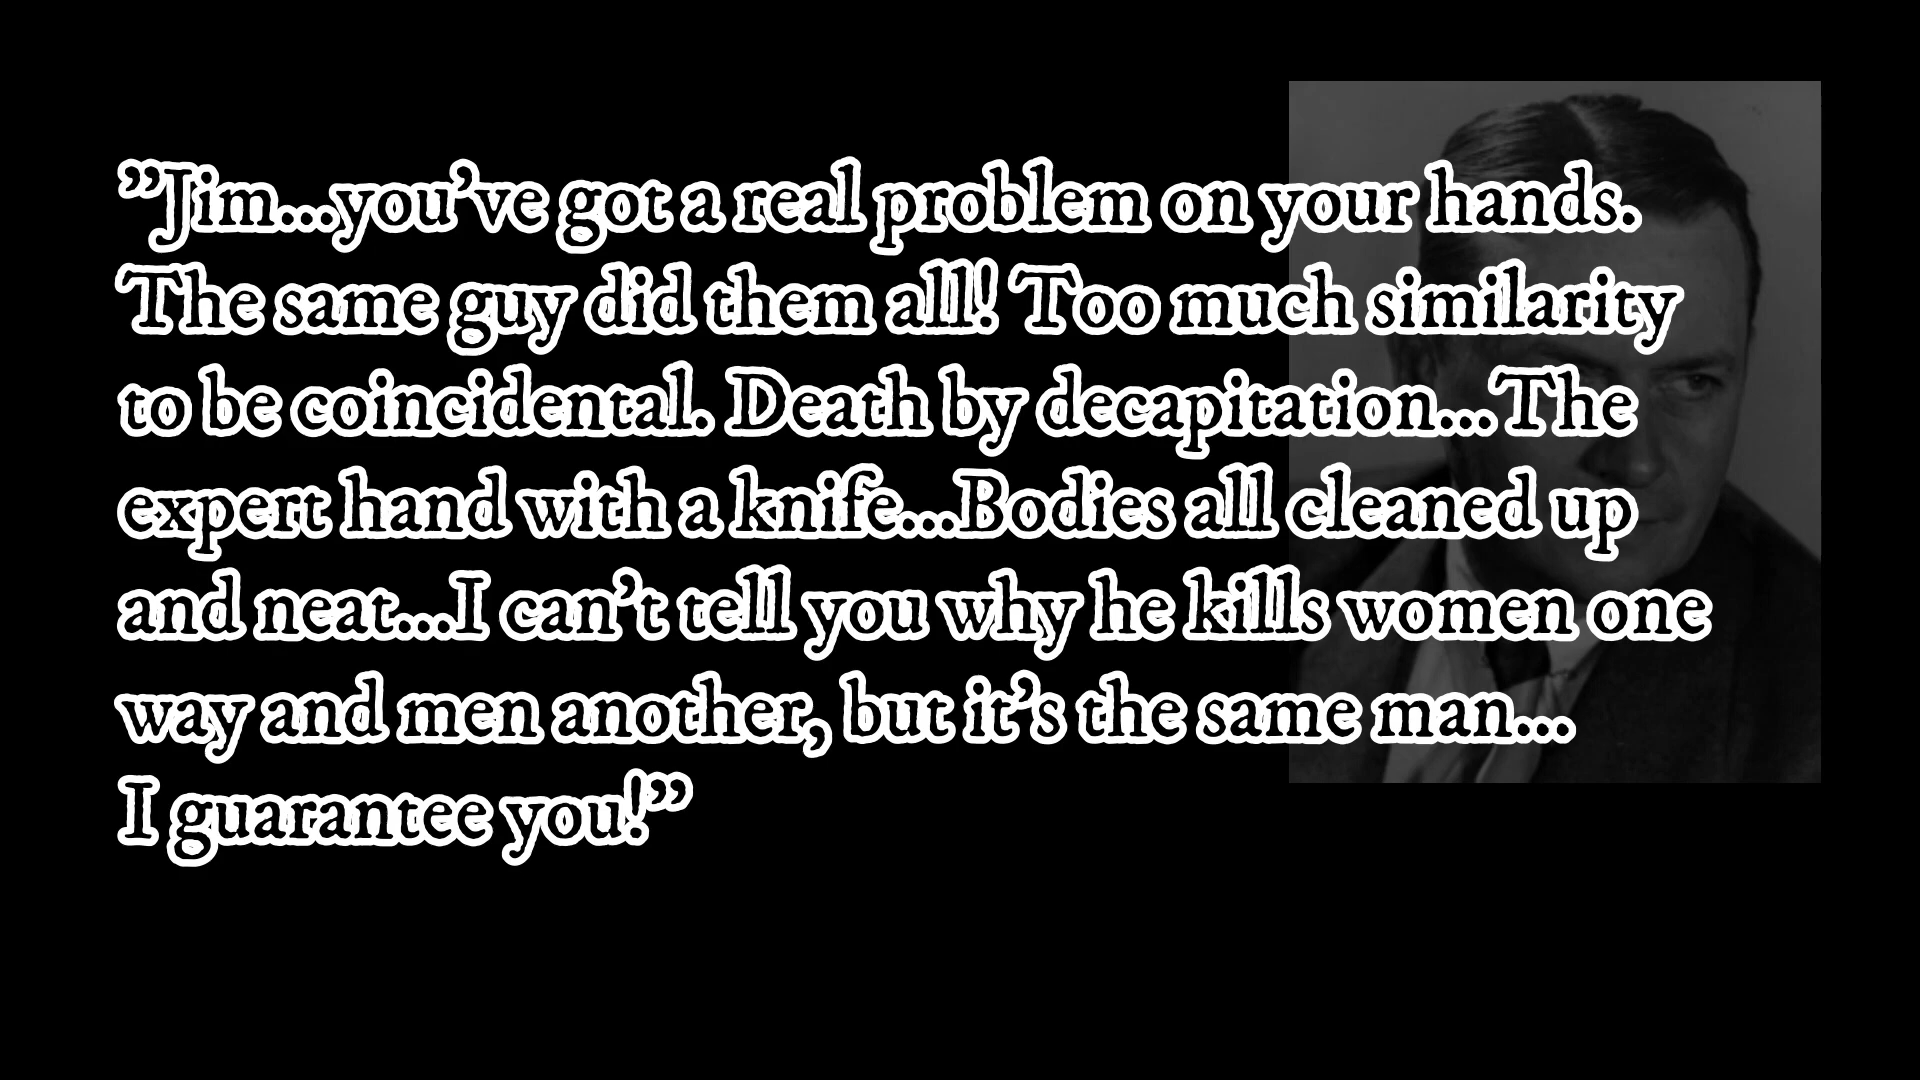 ”Jim...you’ve got a real problem on your hands.
The same guy did them all! Too much similarity
to be coincidental. Death by decapitation...The
expert hand with a knife...Bodies all cleaned up
and neat...I can’t tell you why he kills women one
way and men another, but it’s the same man...
I guarantee you!”